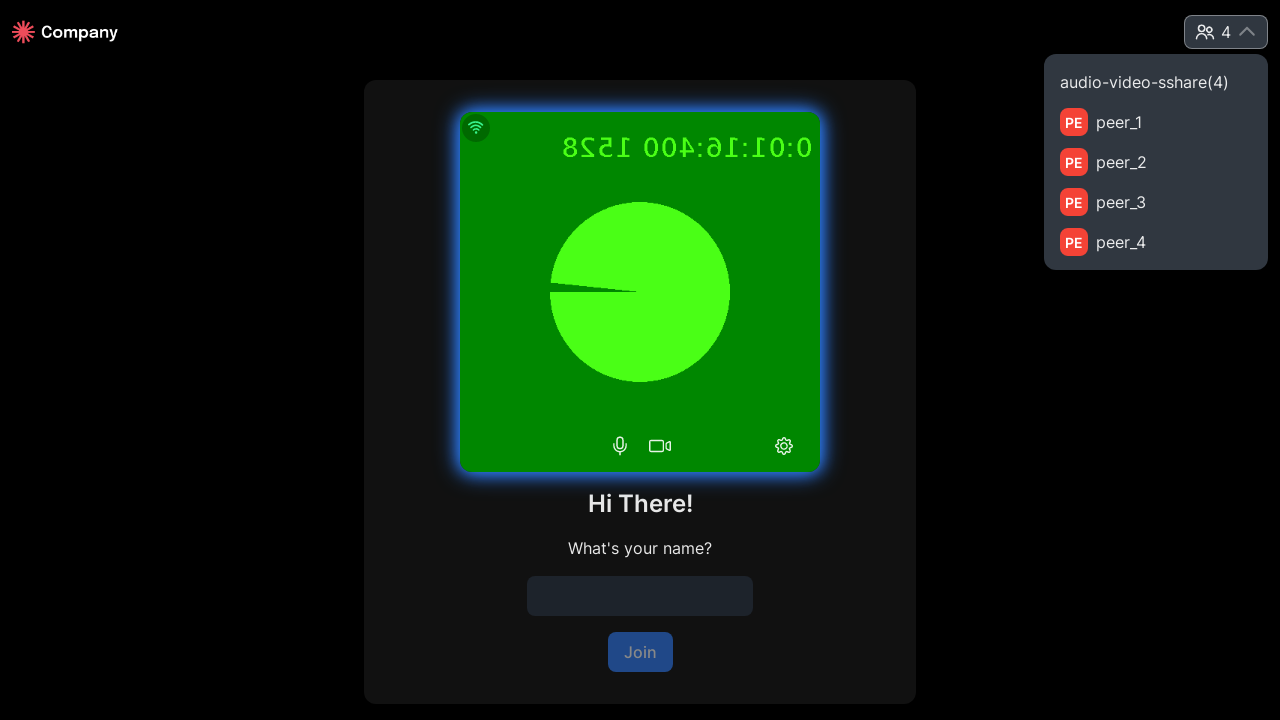 Company
4
audio-video-sshare(4)
PE peer_1
PE peer_2
PE peer_3
PE peer_4
0:01:16:400 1528
Hi There!
What's your name?
Join